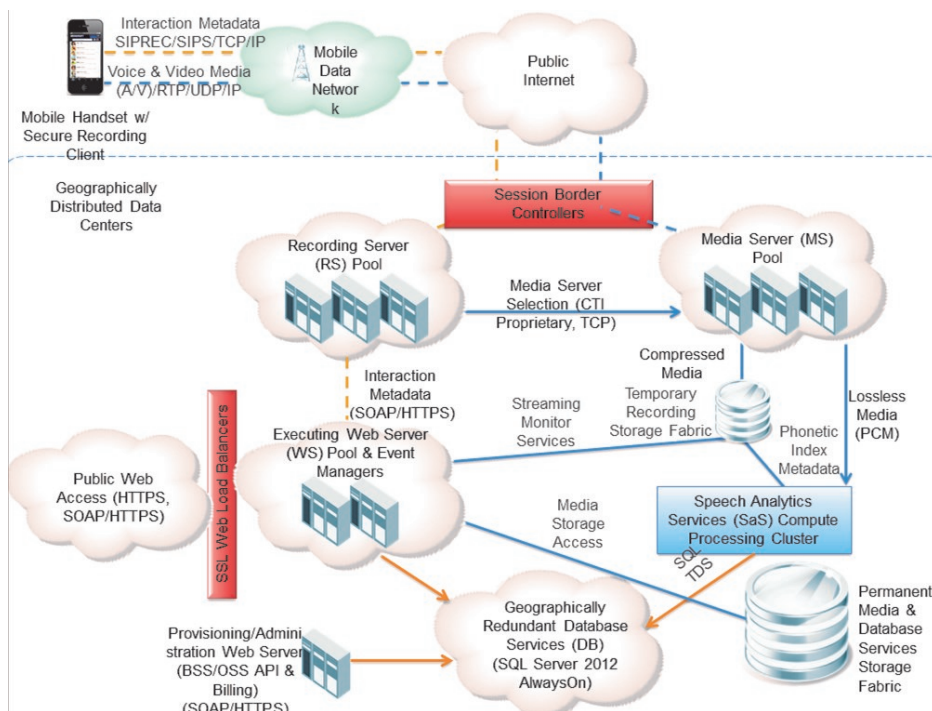 Interaction Metadata
SIPREC/SIPS/TCP/IP
Voice & Video Media
(A/V)/RTP/UDP/IP
Mobile Handset w/
Secure Recording
Client
Mobile
Data
Networ
k
Public
Internet
Geographically
Distributed Data
Centers
Session Border
Controllers
Recording Server
(RS) Pool
Media Server
Selection (CTI
Proprietary, TCP)
Media Server (MS)
Pool
Interaction
Metadata
(SOAP/HTTPS)
Compressed
Media
Temporary
Recording
Storage Fabric
Lossless
Media
(PCM)
Streaming
Monitor
Services
Phonetic
Index
Metadata
Executing Web Server
(WS) Pool & Event
Managers
Public Web
Access (HTTPS,
SOAP/HTTPS)
SSL Web Load Balancers
Media
Storage
Access
Speech Analytics
Services (SaS) Compute
Processing Cluster
SQL
TDS
Geographically
Redundant Database
Services (DB)
(SQL Server 2012
AlwaysOn)
Provisioning/Admini
stration Web Server
(BSS/OSS API &
Billing)
(SOAP/HTTPS)
Permanent
Media &
Database
Services
Storage
Fabric